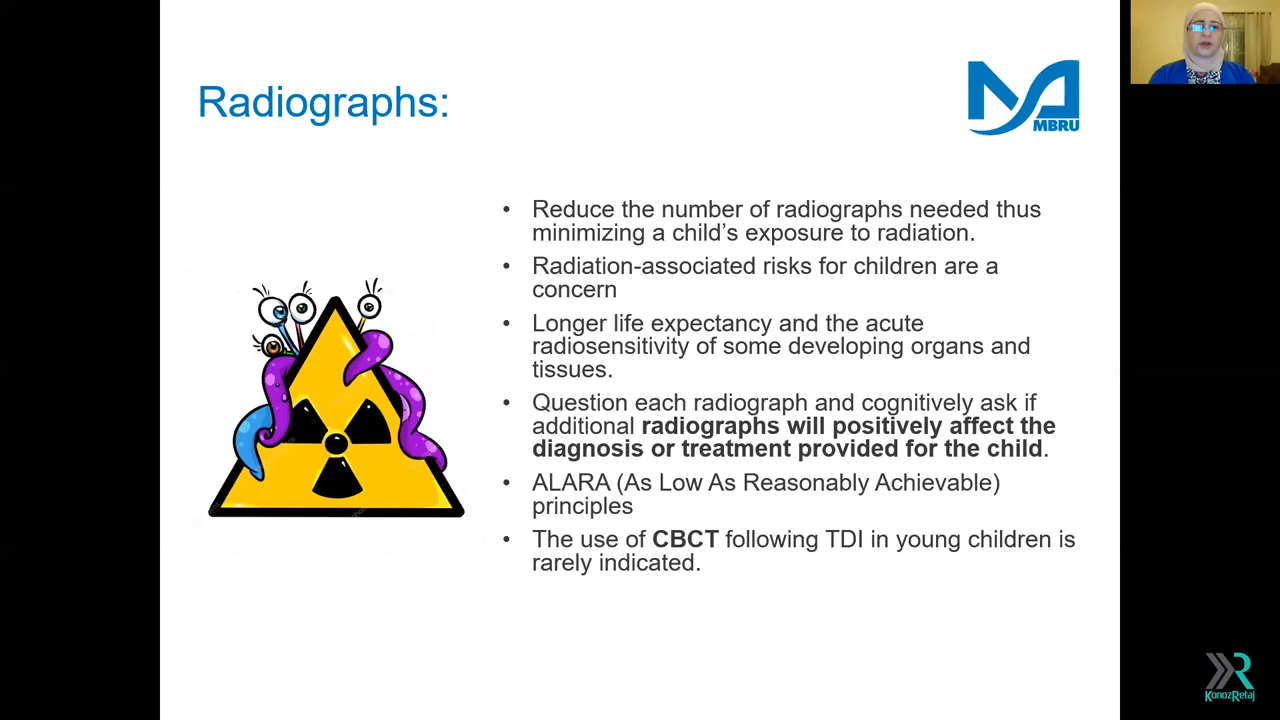 Radiographs:
MBRU
• Reduce the number of radiographs needed thus
minimizing a child’s exposure to radiation.
• Radiation-associated risks for children are a
concern
• Longer life expectancy and the acute
radiosensitivity of some developing organs and
tissues.
• Question each radiograph and cognitively ask if
additional radiographs will positively affect the
diagnosis or treatment provided for the child.
• ALARA (As Low As Reasonably Achievable)
principles
• The use of CBCT following TDI in young children is
rarely indicated.
KonozRetaj